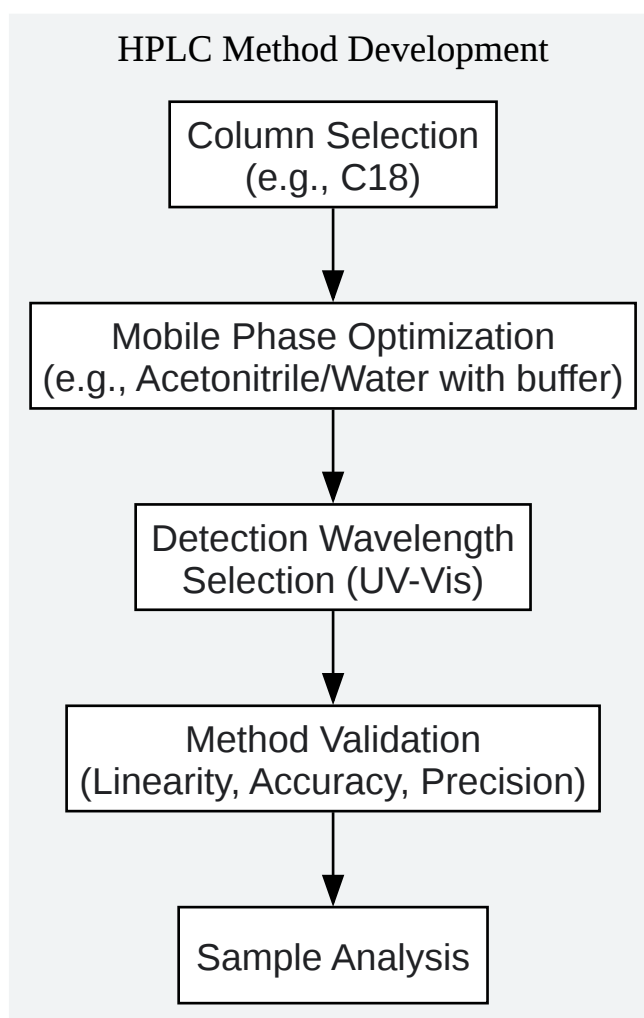 HPLC Method Development
Column Selection
(e.g., C18)
Mobile Phase Optimization
(e.g., Acetonitrile/Water with buffer)
Detection Wavelength
Selection (UV-Vis)
Method Validation
(Linearity, Accuracy, Precision)
Sample Analysis